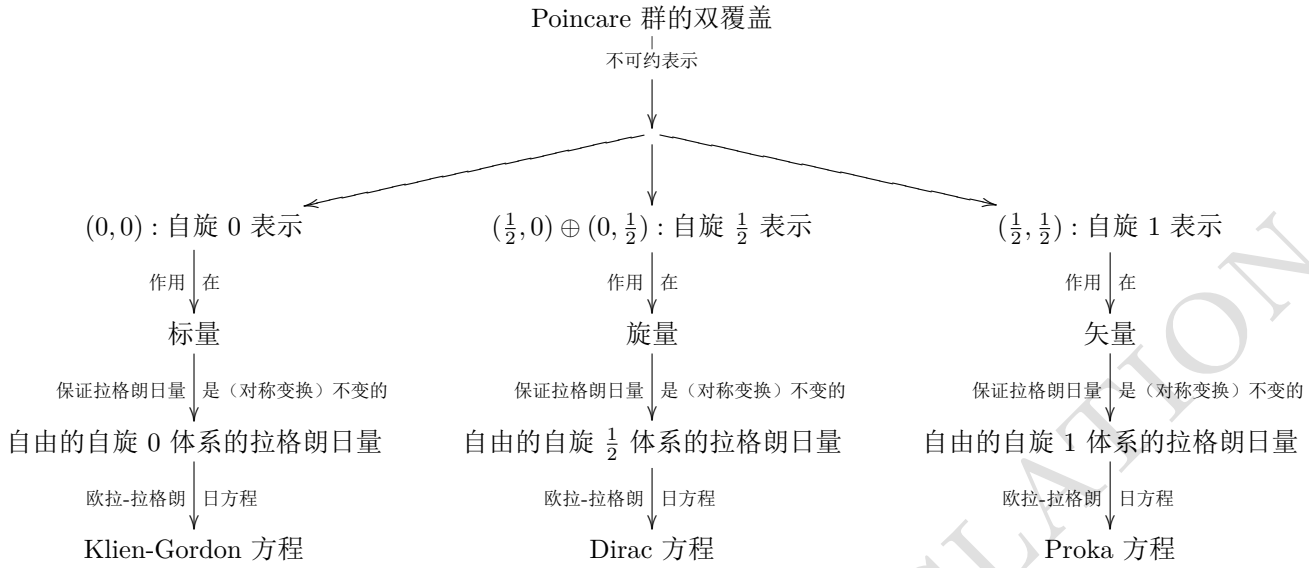 Poincare 群的双覆盖
不可约表示
(0, 0) : 自旋 0 表示
(1/2, 0) ⊕ (0, 1/2) : 自旋 1/2 表示
(1/2, 1/2) : 自旋 1 表示
作用 在
作用 在
作用 在
标量
旋量
矢量
保证拉格朗日量 是（对称变换）不变的
保证拉格朗日量 是（对称变换）不变的
保证拉格朗日量 是（对称变换）不变的
自由的自旋 0 体系的拉格朗日量
自由的自旋 1/2 体系的拉格朗日量
自由的自旋 1 体系的拉格朗日量
欧拉-拉格朗 日方程
欧拉-拉格朗 日方程
欧拉-拉格朗 日方程
Klien-Gordon 方程
Dirac 方程
Proka 方程